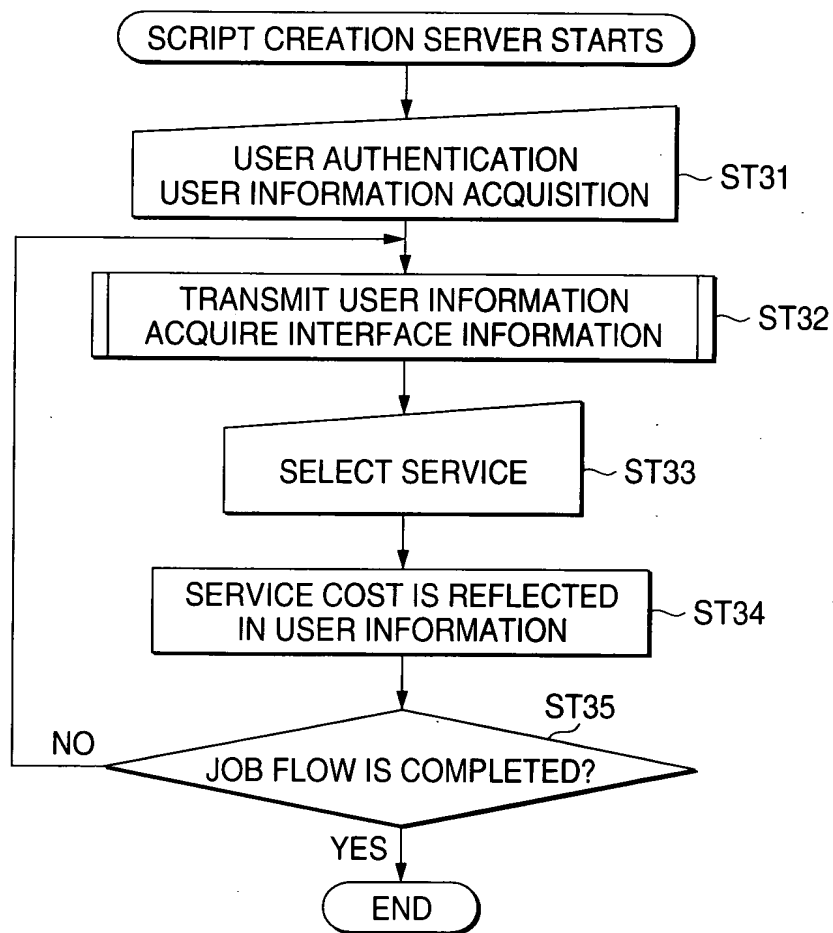 SCRIPT CREATION SERVER STARTS
USER AUTHENTICATION
USER INFORMATION ACQUISITION
ST31
TRANSMIT USER INFORMATION
ACQUIRE INTERFACE INFORMATION
ST32
SELECT SERVICE
ST33
SERVICE COST IS REFLECTED
IN USER INFORMATION
ST34
ST35
NO
JOB FLOW IS COMPLETED?
YES
END